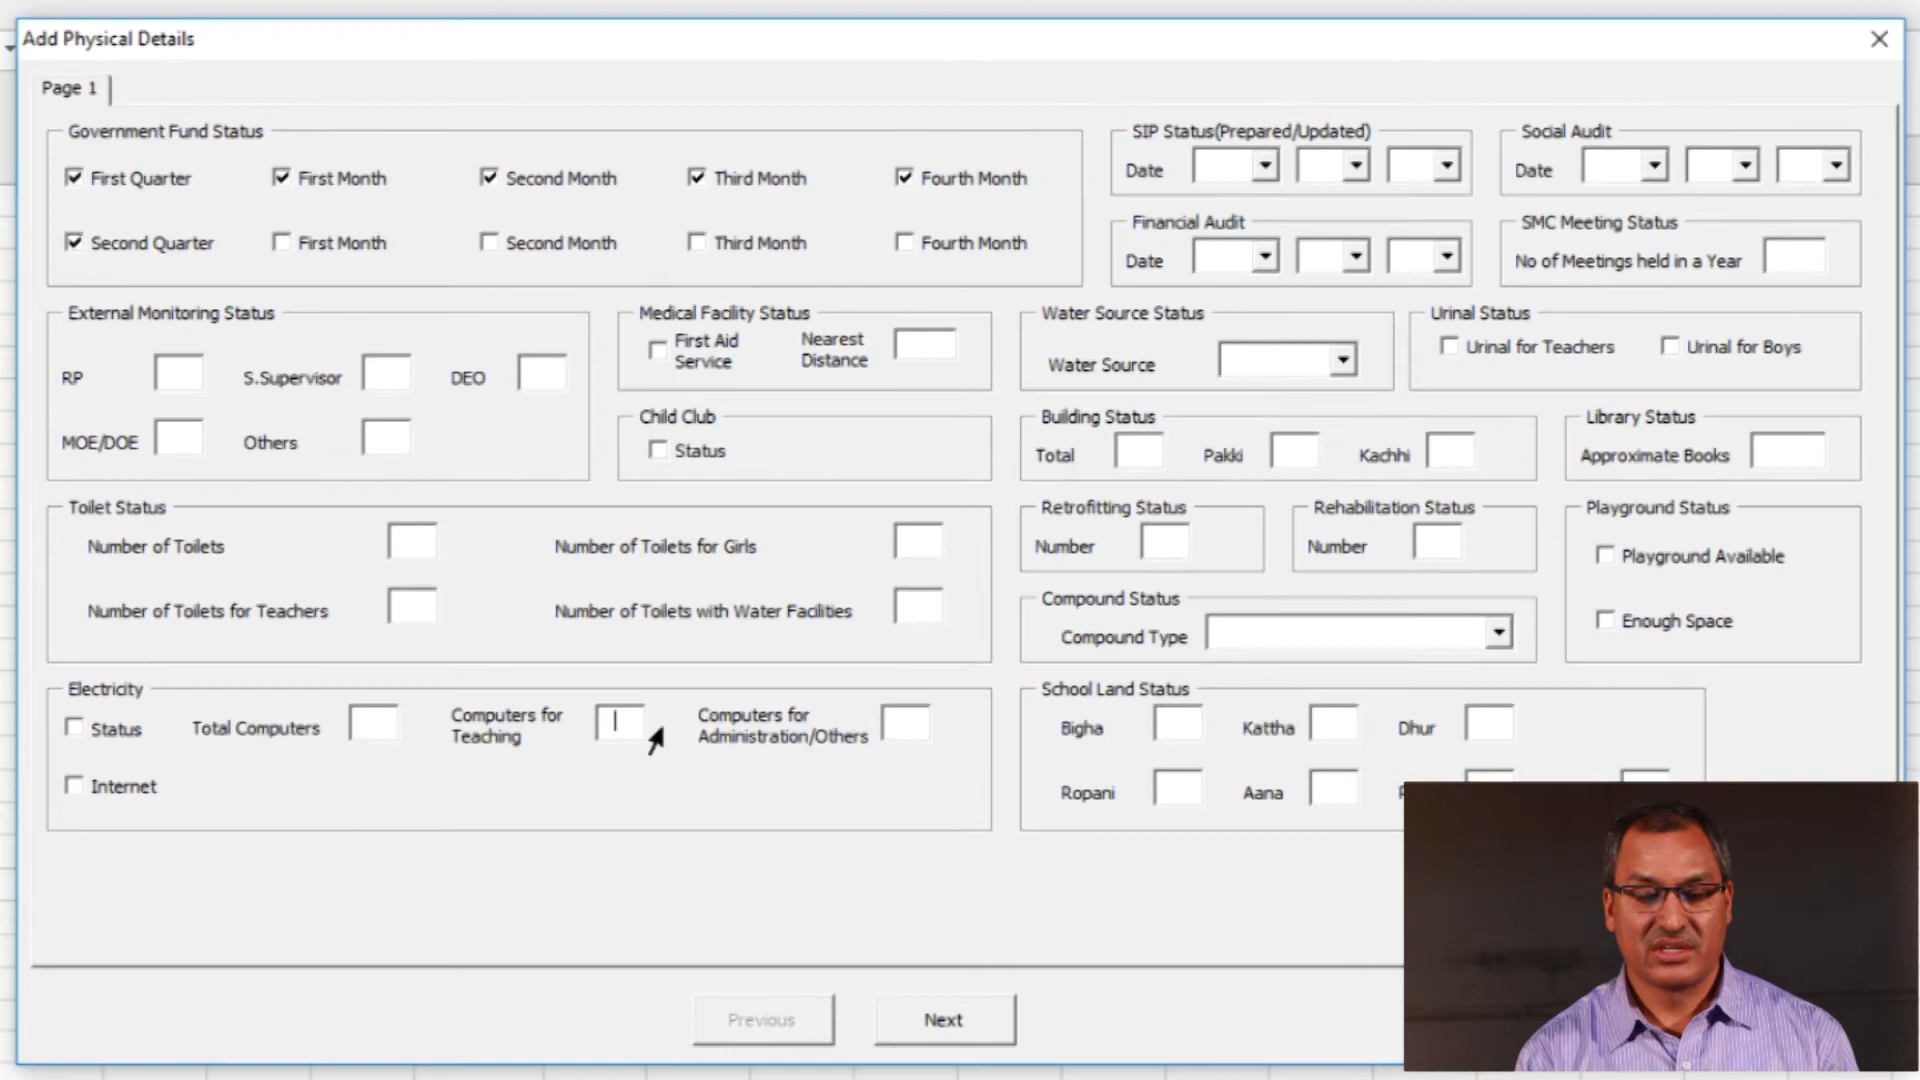 Add Physical Details
Page 1
Government Fund Status
First Quarter First Month Second Month Third Month Fourth Month
Second Quarter First Month Second Month Third Month Fourth Month
SIP Status(Prepared/Updated)
Date
Social Audit
Date
Financial Audit
Date
SMC Meeting Status
No of Meetings held in a Year
External Monitoring Status
RP S.Supervisor DEO
MOE/DOE Others
Medical Facility Status
First Aid
Service
Nearest
Distance
Child Club
Status
Water Source Status
Water Source
Urinal Status
Urinal for Teachers Urinal for Boys
Building Status
Total Pakki Kachhi
Library Status
Approximate Books
Toilet Status
Number of Toilets Number of Toilets for Girls
Number of Toilets for Teachers Number of Toilets with Water Facilities
Retrofitting Status
Number
Rehabilitation Status
Number
Playground Status
Playground Available
Enough Space
Compound Status
Compound Type
Electricity
Status Total Computers
Computers for
Teaching
Computers for
Administration/Others
Internet
School Land Status
Bigha Kattha Dhur
Ropani Aana
Previous Next